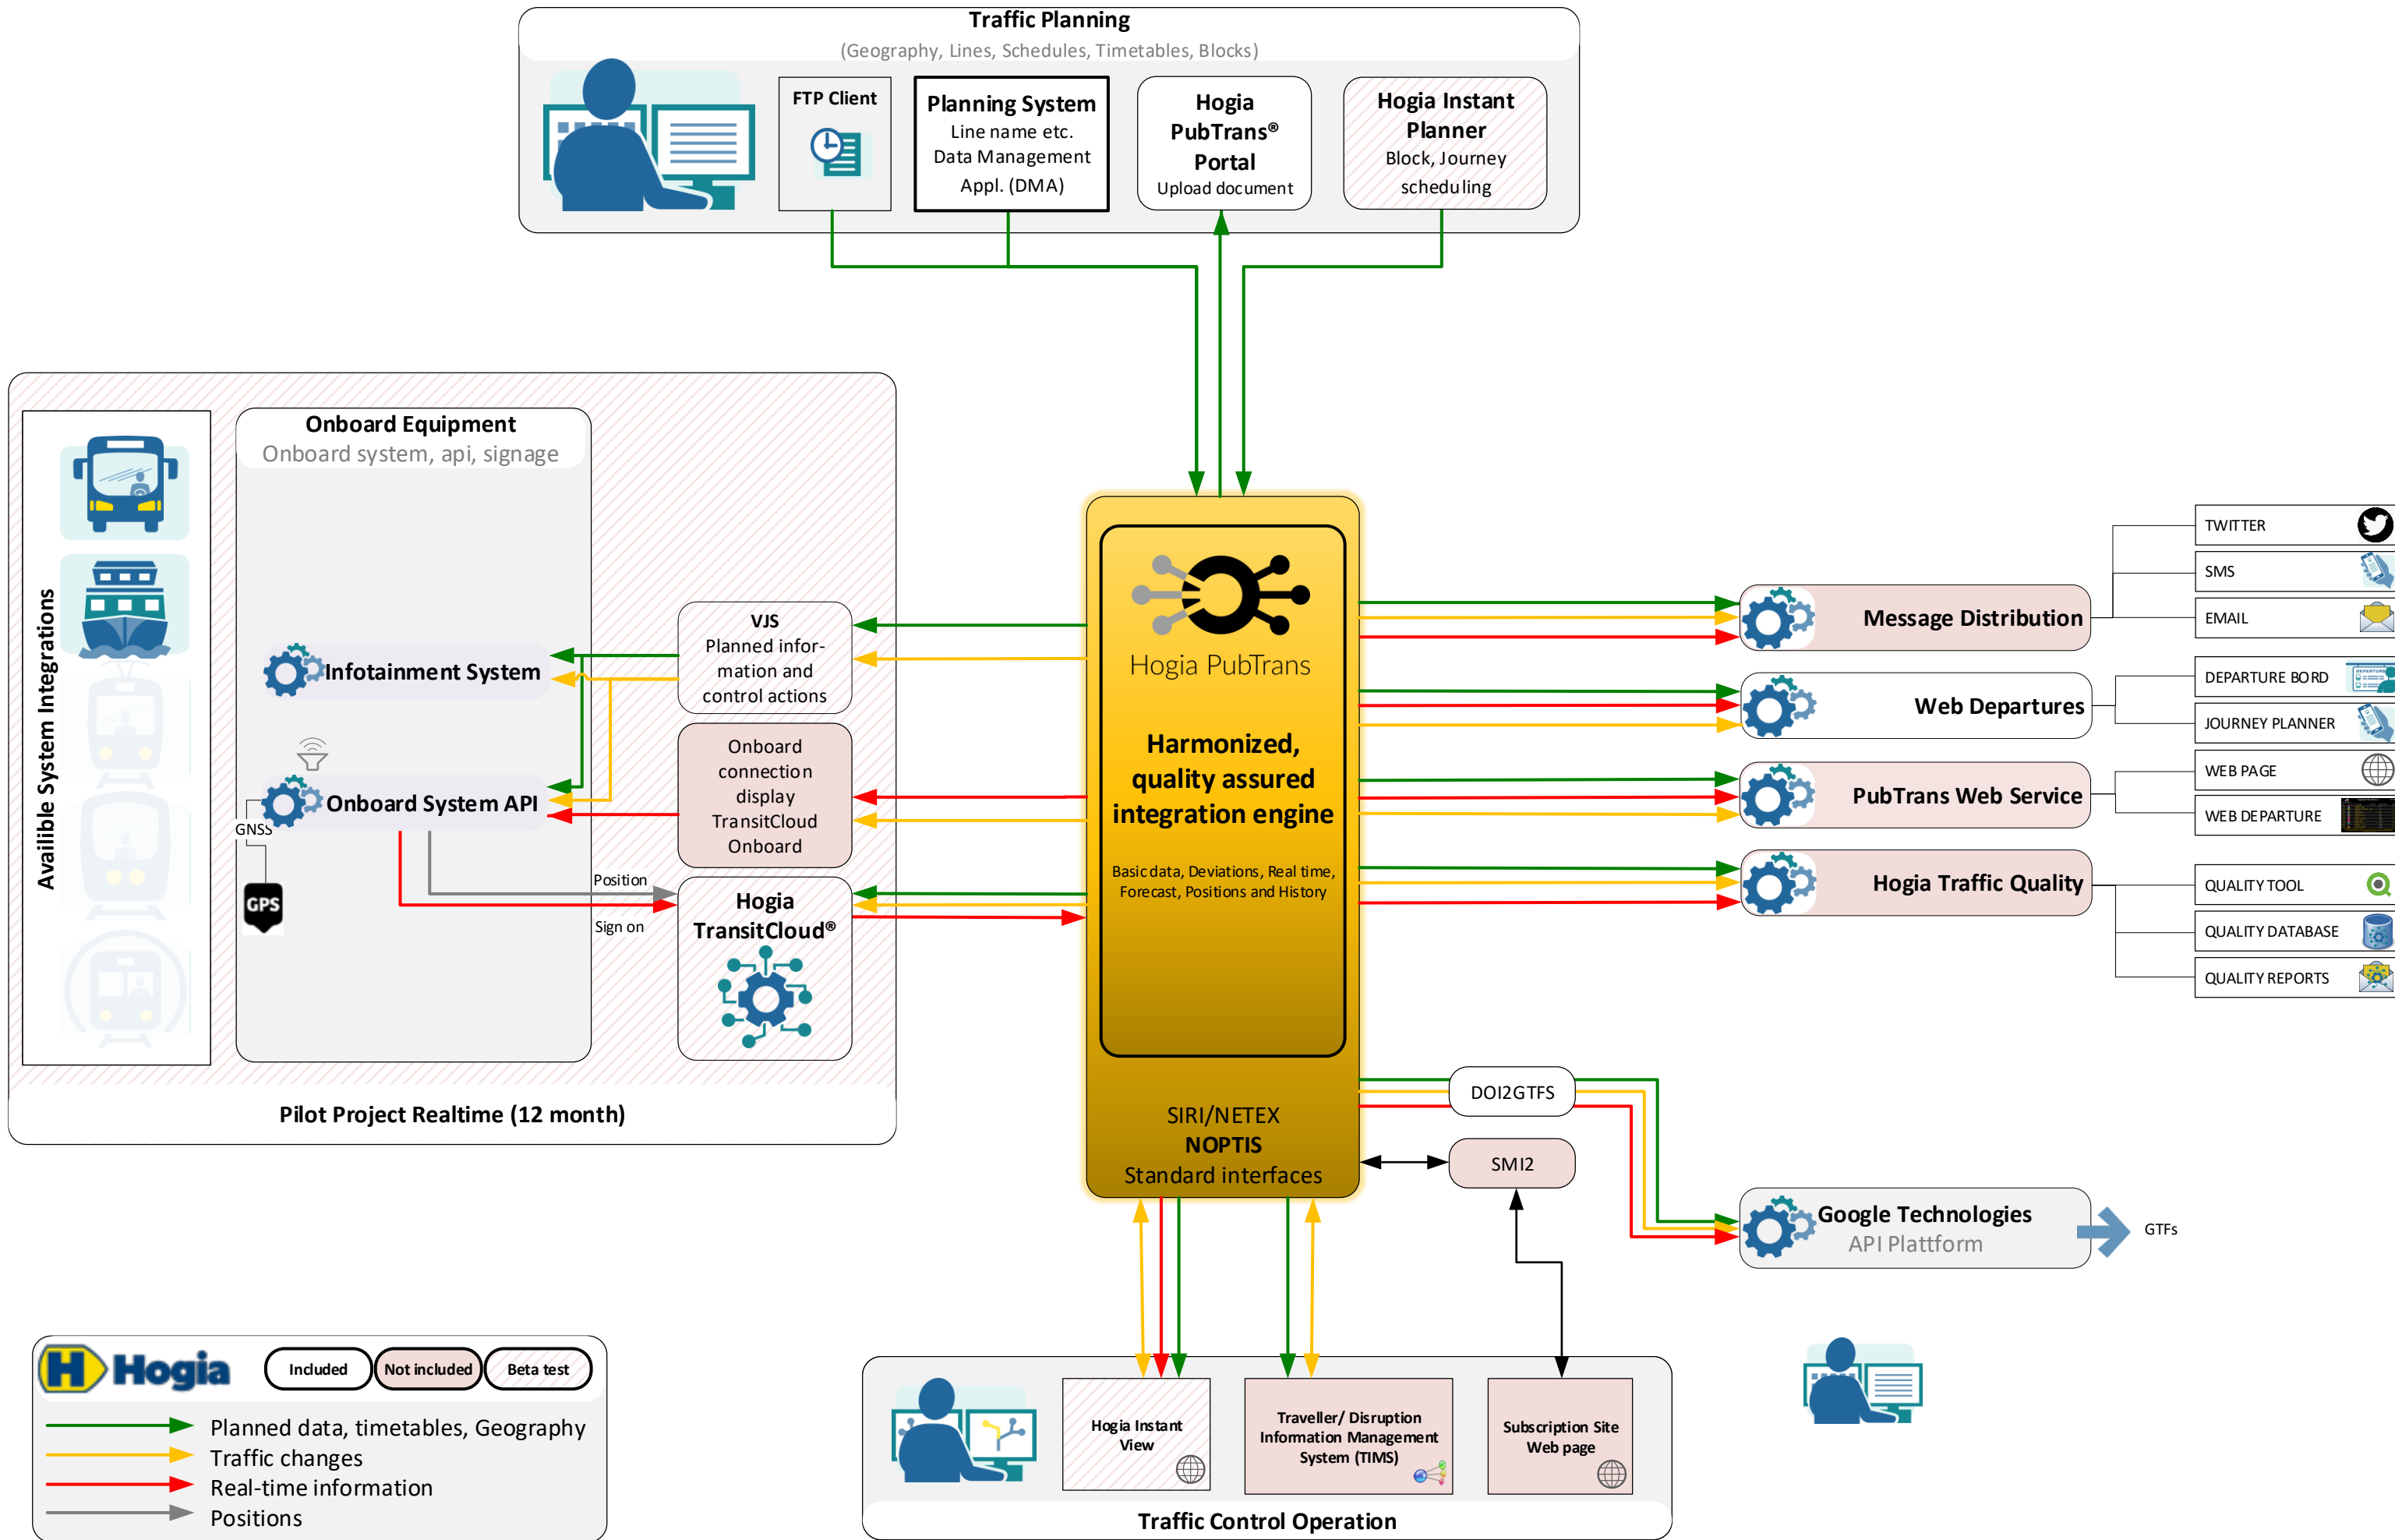 Traffic Planning
(Geography, Lines, Schedules, Timetables, Blocks)
FTP Client
Planning System
Line name etc.
Data Management
Appl. (DMA)
Hogia
PubTrans®
Portal
Upload document
Hogia Instant
Planner
Block, Journey
scheduling
Availible System Integrations
Onboard Equipment
Onboard system, api, signage
Infotainment System
Onboard System API
GNSS
GPS
Position
Sign on
VJS
Planned infor-
mation and
control actions
Onboard
connection
display
TransitCloud
Onboard
Hogia
TransitCloud®
Pilot Project Realtime (12 month)
Hogia PubTrans
Harmonized,
quality assured
integration engine
Basic data, Deviations, Real time,
Forecast, Positions and History
SIRI/NETEX
NOPTIS
Standard interfaces
Message Distribution
Web Departures
PubTrans Web Service
Hogia Traffic Quality
TWITTER
SMS
EMAIL
DEPARTURE BORD
JOURNEY PLANNER
WEB PAGE
WEB DEPARTURE
QUALITY TOOL
QUALITY DATABASE
QUALITY REPORTS
DOI2GTFS
SMI2
Google Technologies
API Plattform
GTFs
H Hogia
Included
Not included
Beta test
Planned data, timetables, Geography
Traffic changes
Real-time information
Positions
Hogia Instant
View
Traveller/ Disruption
Information Management
System (TIMS)
Subscription Site
Web page
Traffic Control Operation